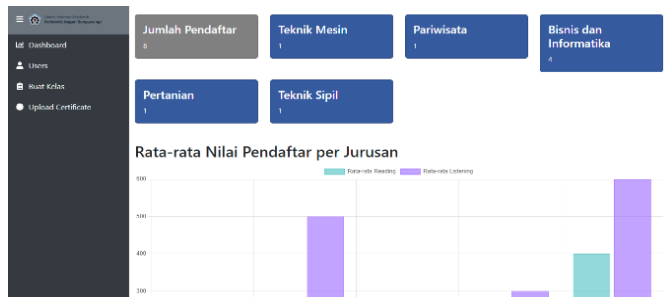 Jumlah Pendaftar
8
Teknik Mesin
1
Pariwisata
1
Bisnis dan
Informatika
4
Pertanian
1
Teknik Sipil
1
Dashboard
Users
Buat Kelas
Upload Certificate
Rata-rata Nilai Pendaftar per Jurusan
Rata-rata Reading
Rata-rata Listening
600
500
400
300